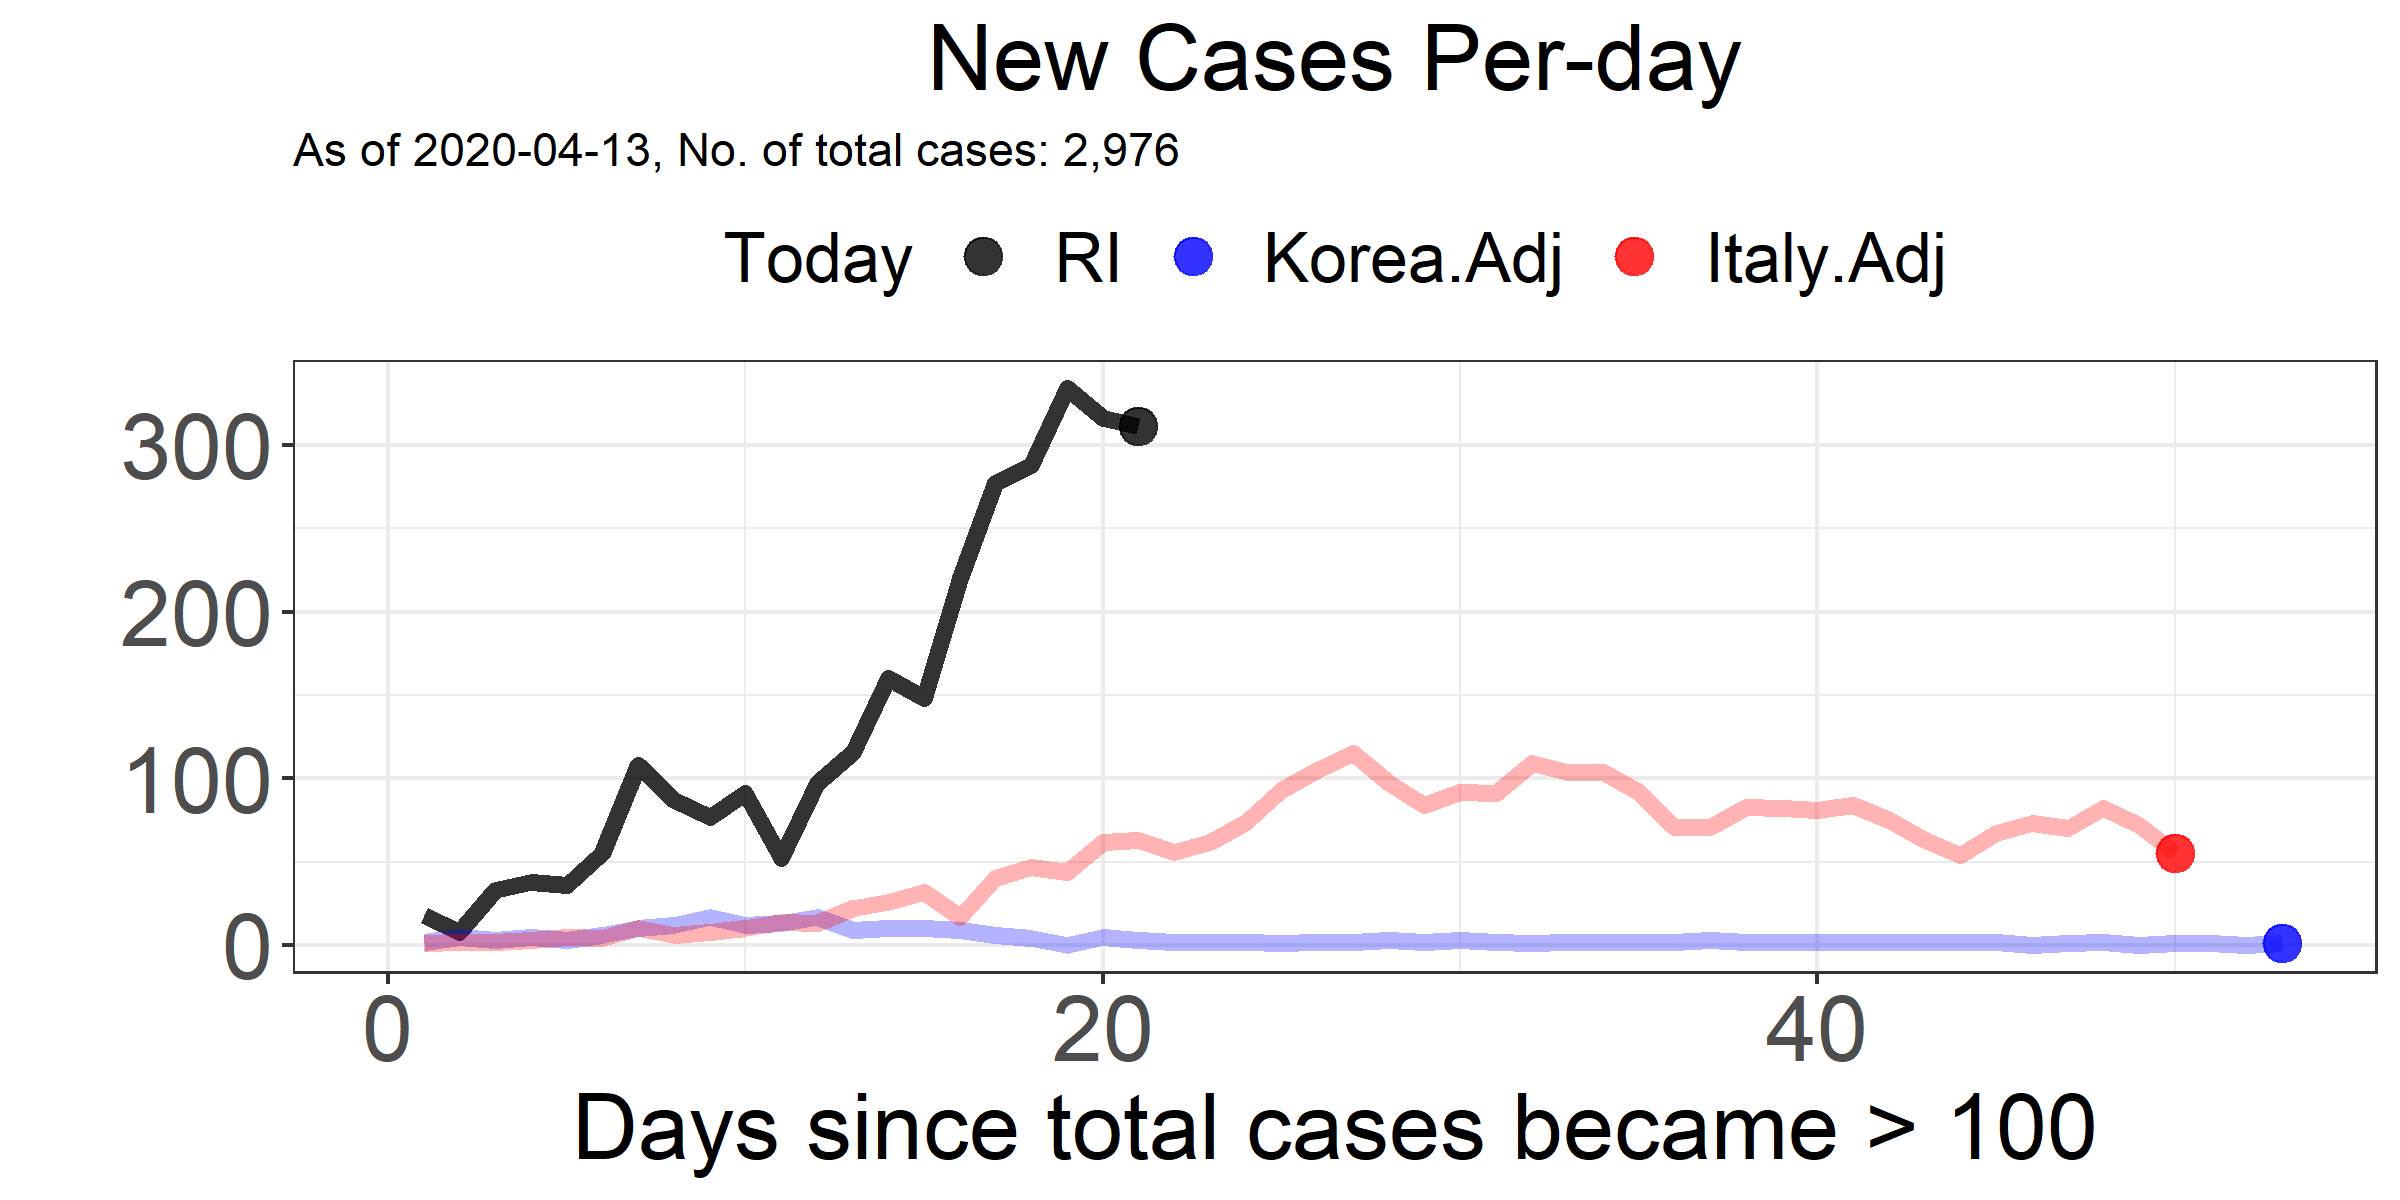 New Cases Per-day
As of 2020-04-13, No. of total cases: 2,976
Today RI Korea.Adj Italy.Adj
300
200
100
0
0 20 40
Days since total cases became > 100